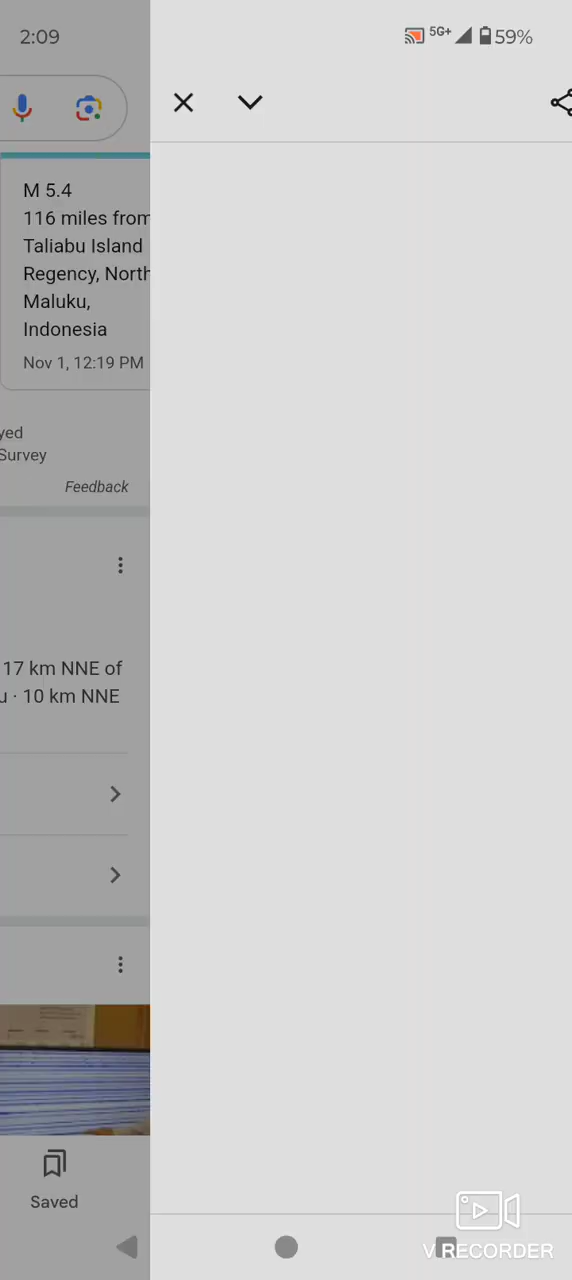 2:09
5G+
59%
M 5.4
116 miles from
Taliabu Island
Regency, North
Maluku,
Indonesia
Nov 1, 12:19 PM
yed
Survey
Feedback
17 km NNE of
u · 10 km NNE
Saved
V RECORDER